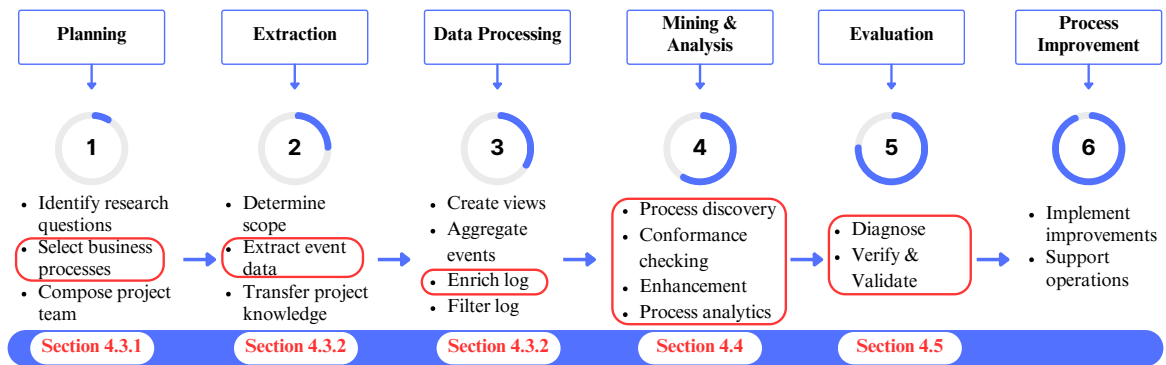 Planning
Extraction
Data Processing
Mining &
Analysis
Evaluation
Process
Improvement
1
2
3
4
5
6
• Identify research
questions
• Select business
processes
• Compose project
team
• Determine
scope
• Extract event
data
• Transfer project
knowledge
• Create views
• Aggregate
events
• Enrich log
• Filter log
• Process discovery
• Conformance
checking
• Enhancement
• Process analytics
• Diagnose
• Verify &
Validate
• Implement
improvements
• Support
operations
Section 4.3.1
Section 4.3.2
Section 4.3.2
Section 4.4
Section 4.5